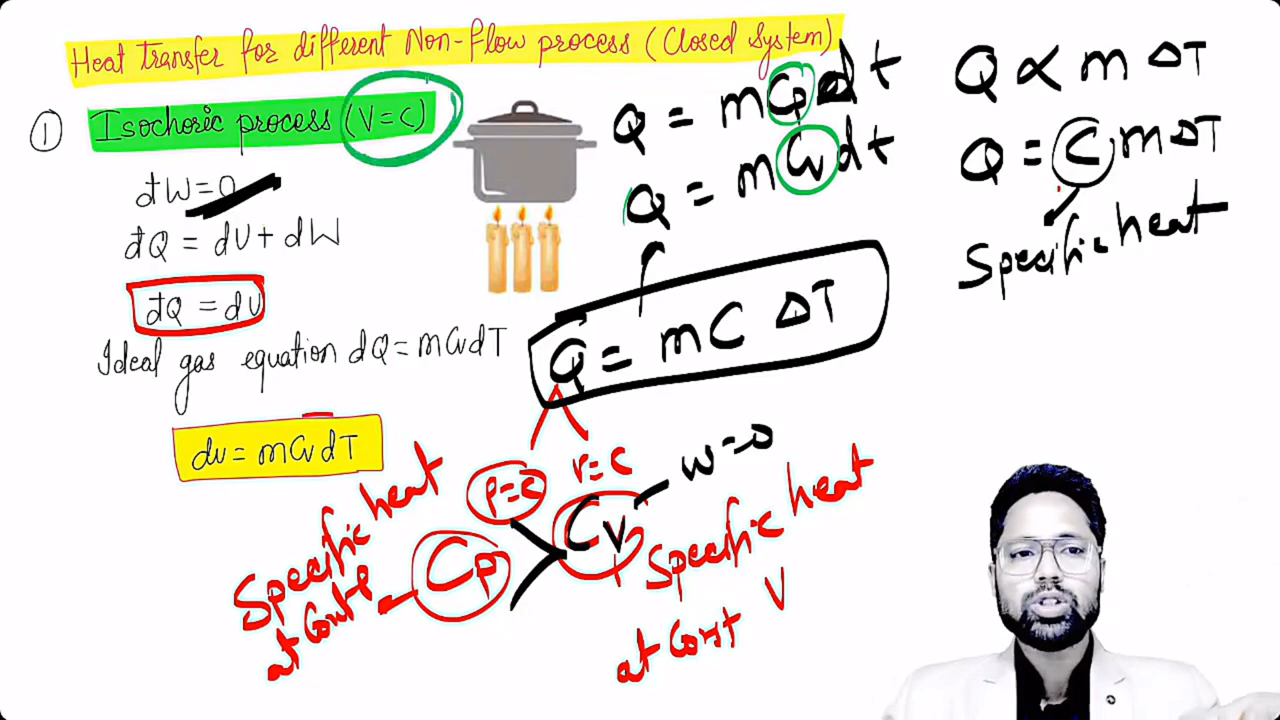 Heat transfer for different Non-flow process (Closed System)
① Isochoric process (V=C)
dW=0
dQ = dU + dW
dQ = dU
Ideal gas equation dQ = mCvdT
du = mCvdT
Q = mCpdt
Q = mCvdt
Q = mC ΔT
Q ∝ m ΔT
Q = C m ΔT
Specific heat
P=C
V=C
W=0
Cp > Cv
Specific heat
at Const P
Specific heat
at Const V